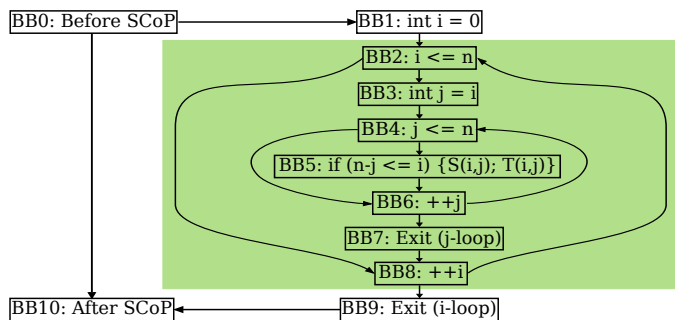 BB0: Before SCoP
BB1: int i = 0
BB2: i <= n
BB3: int j = i
BB4: j <= n
BB5: if (n-j <= i) {S(i,j); T(i,j)}
BB6: ++j
BB7: Exit (j-loop)
BB8: ++i
BB10: After SCoP
BB9: Exit (i-loop)